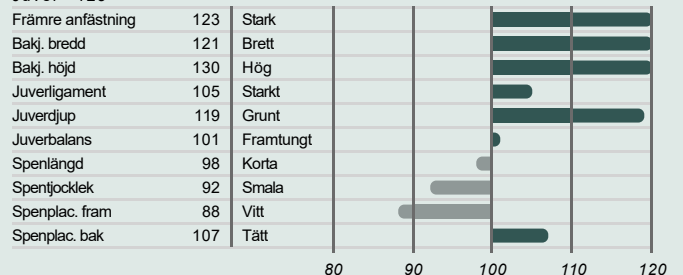 Främre anfästning 123 Stark
Bakj. bredd 121 Brett
Bakj. höjd 130 Hög
Juverligament 105 Starkt
Juverdjup 119 Grunt
Juverbalans 101 Framtungt
Spenlängd 98 Korta
Spentjocklek 92 Smala
Spenplac. fram 88 Vitt
Spenplac. bak 107 Tätt
80 90 100 110 120